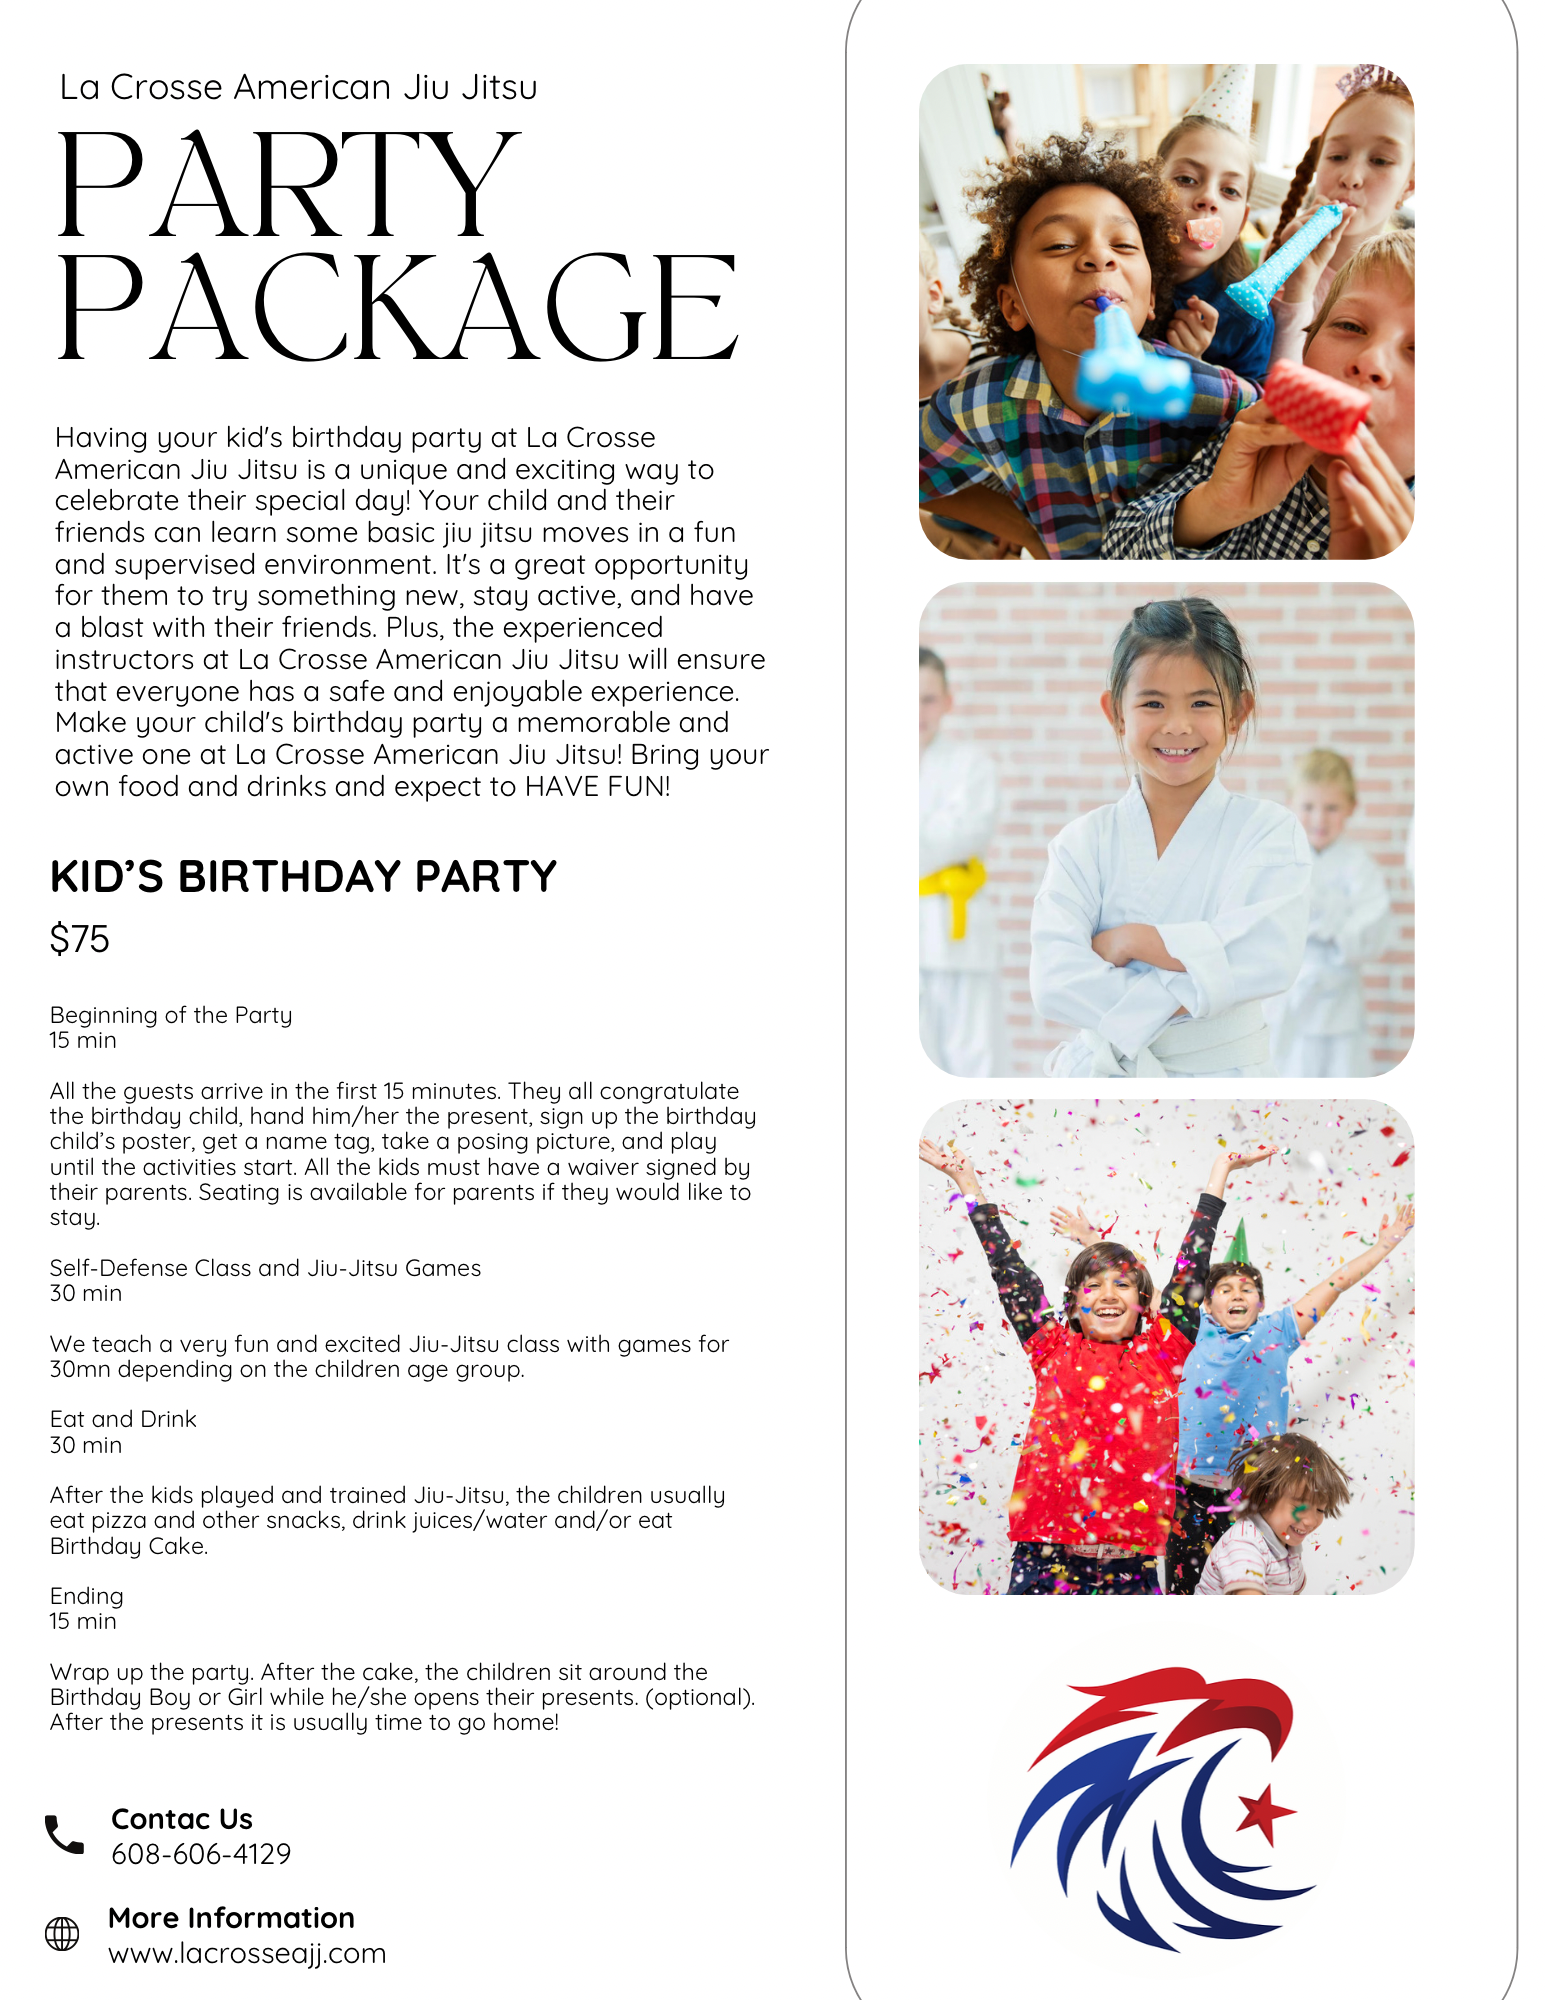 La Crosse American Jiu Jitsu
PARTY
PACKAGE
Having your kid's birthday party at La Crosse
American Jiu Jitsu is a unique and exciting way to
celebrate their special day! Your child and their
friends can learn some basic jiu jitsu moves in a fun
and supervised environment. It's a great opportunity
for them to try something new, stay active, and have
a blast with their friends. Plus, the experienced
instructors at La Crosse American Jiu Jitsu will ensure
that everyone has a safe and enjoyable experience.
Make your child's birthday party a memorable and
active one at La Crosse American Jiu Jitsu! Bring your
own food and drinks and expect to HAVE FUN!
KID’S BIRTHDAY PARTY
$75
Beginning of the Party
15 min
All the guests arrive in the first 15 minutes. They all congratulate
the birthday child, hand him/her the present, sign up the birthday
child’s poster, get a name tag, take a posing picture, and play
until the activities start. All the kids must have a waiver signed by
their parents. Seating is available for parents if they would like to
stay.
Self-Defense Class and Jiu-Jitsu Games
30 min
We teach a very fun and excited Jiu-Jitsu class with games for
30mn depending on the children age group.
Eat and Drink
30 min
After the kids played and trained Jiu-Jitsu, the children usually
eat pizza and other snacks, drink juices/water and/or eat
Birthday Cake.
Ending
15 min
Wrap up the party. After the cake, the children sit around the
Birthday Boy or Girl while he/she opens their presents. (optional).
After the presents it is usually time to go home!
Contac Us
608-606-4129
More Information
www.lacrosseajj.com